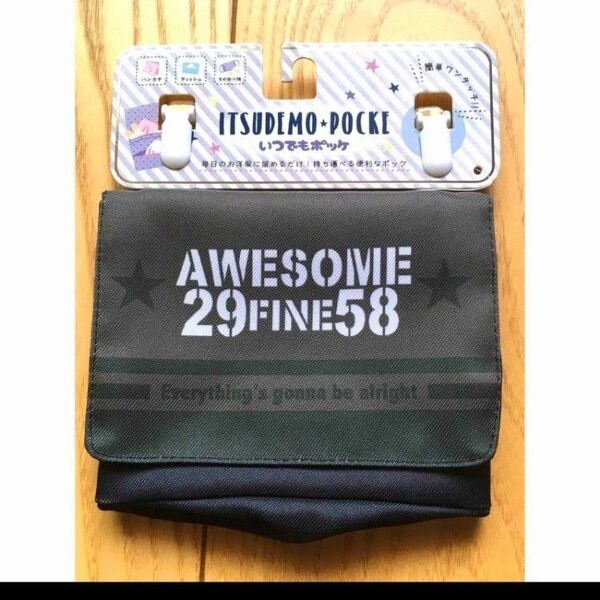 ハンカチ
ティッシュ
その他小物
簡単ワンタッチ!!
ITSUDEMO★POCKE
いつでもポッケ
毎日のお洋服に留めるだけ!持ち運べる便利なポッケ
AWESOME
29FINE58
Everything's gonna be alright